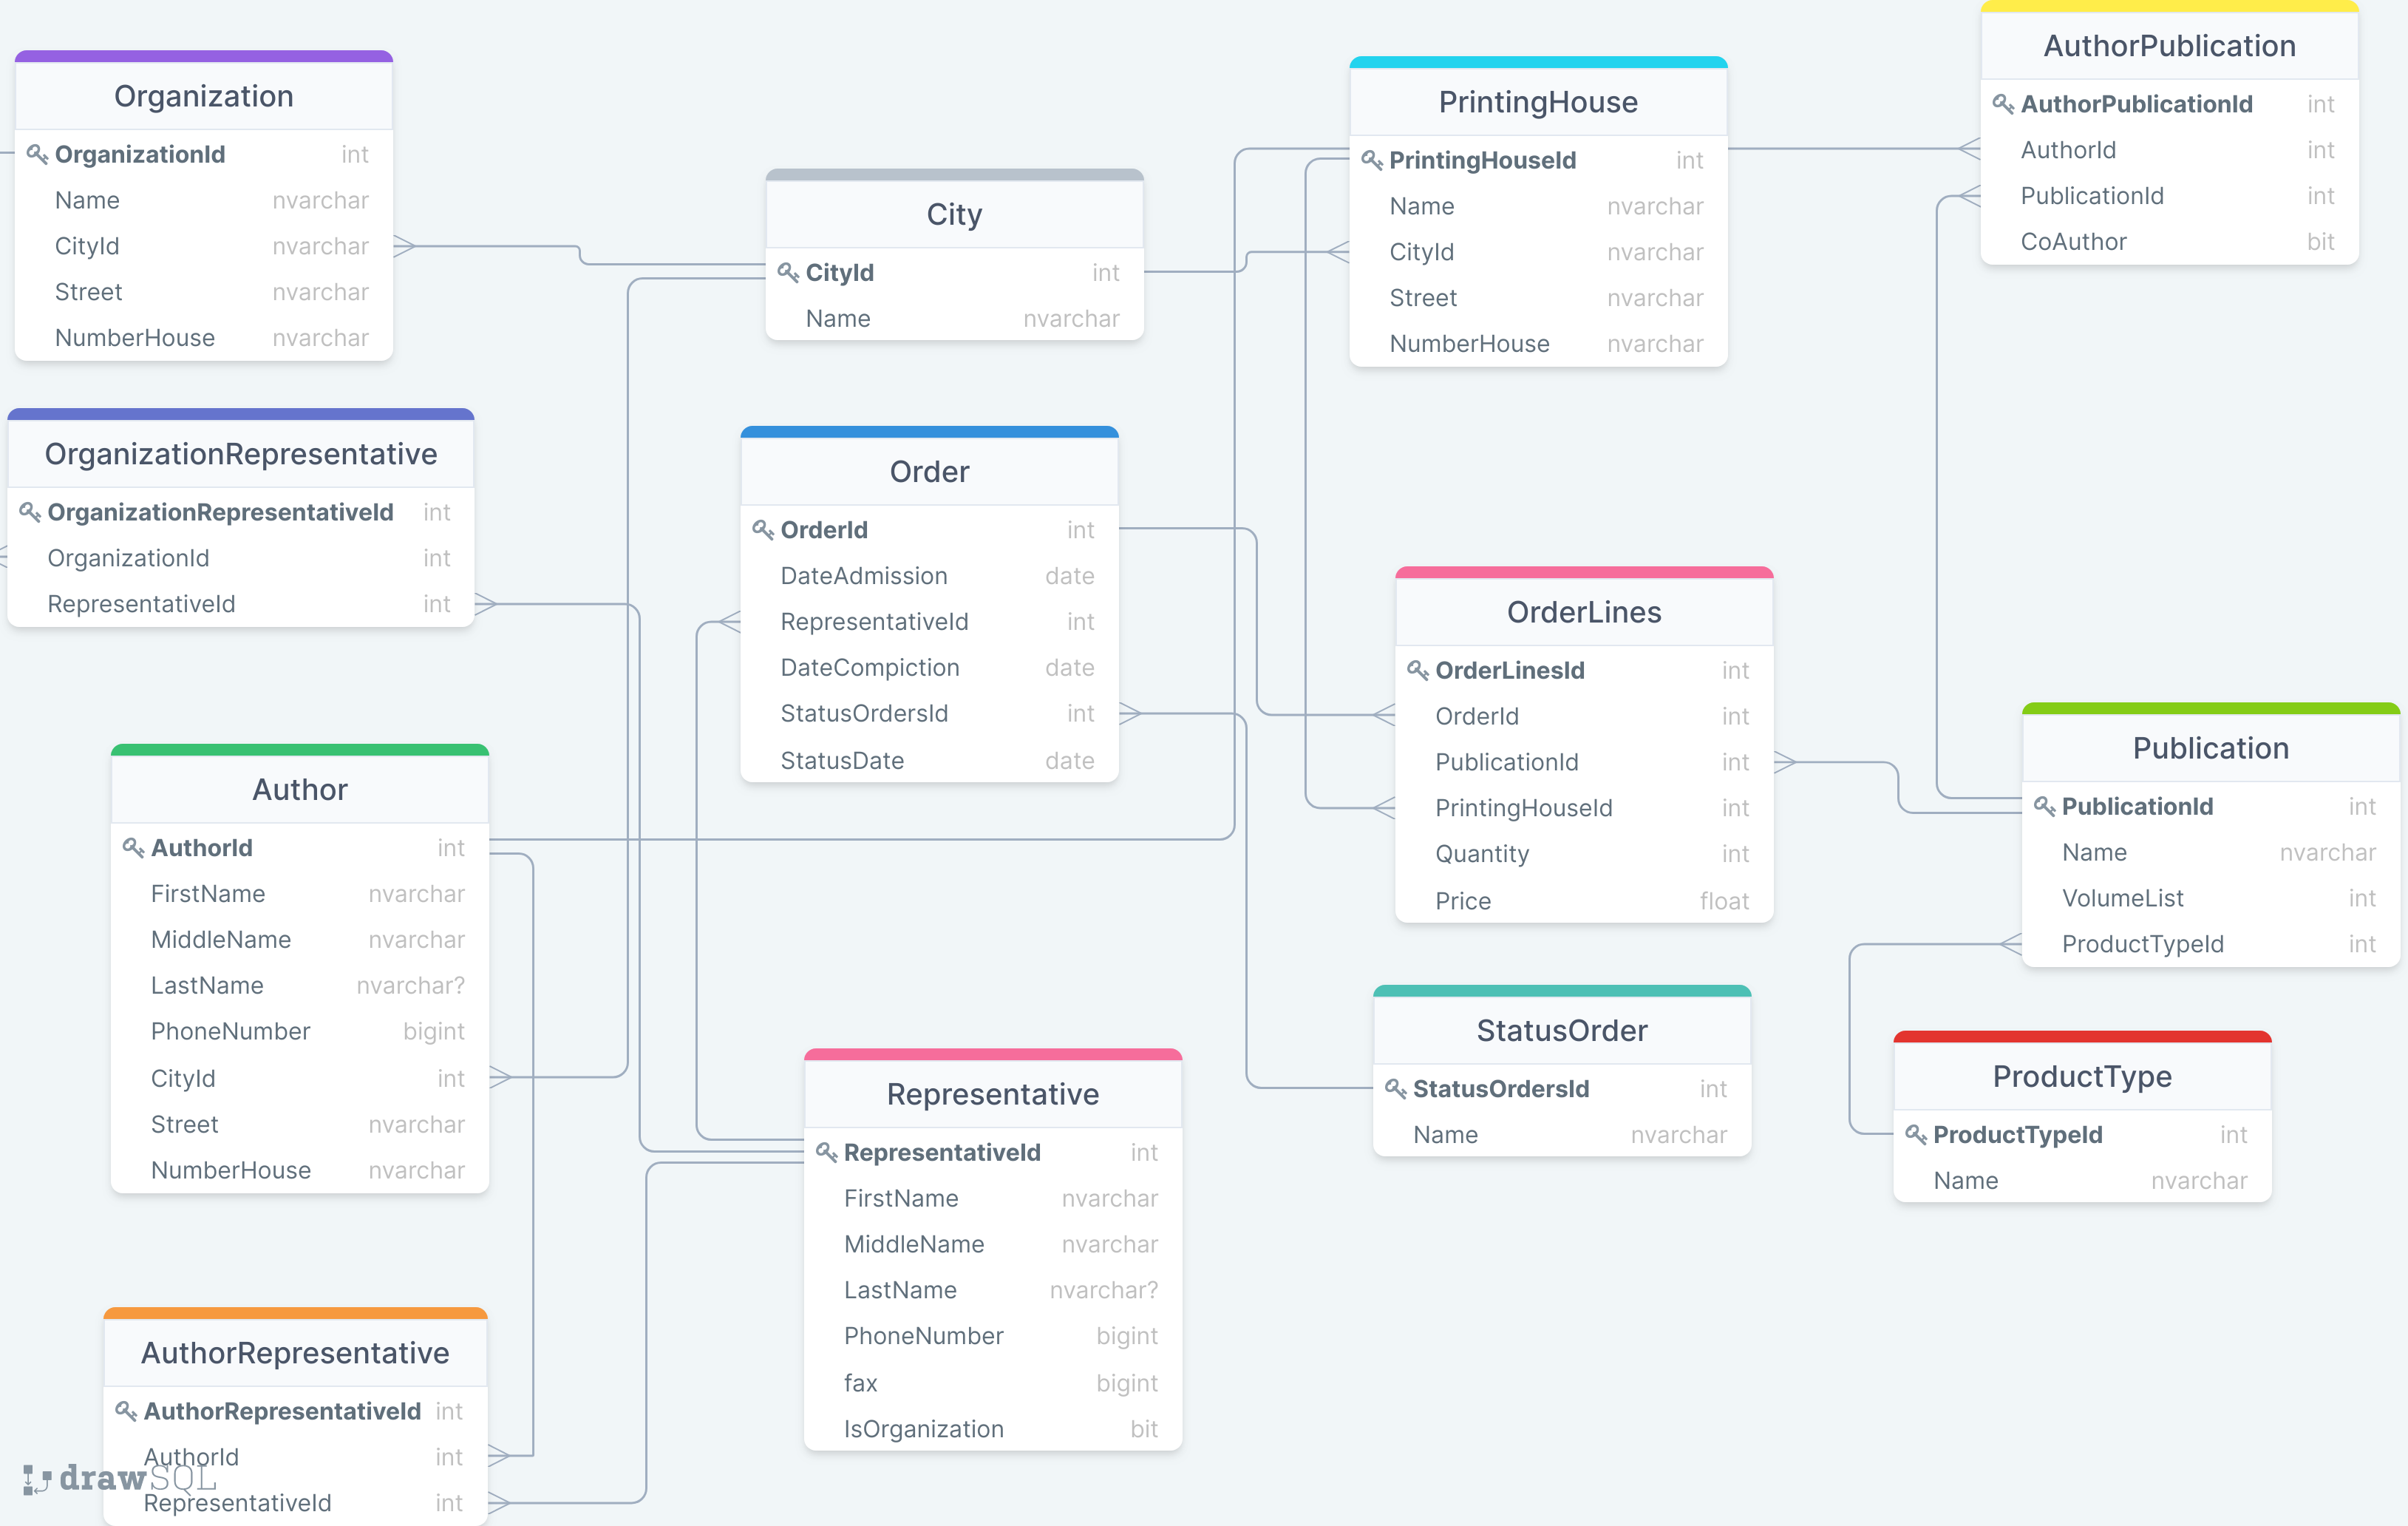 Organization
OrganizationId int
Name nvarchar
CityId nvarchar
Street nvarchar
NumberHouse nvarchar
City
CityId int
Name nvarchar
PrintingHouse
PrintingHouseId int
Name nvarchar
CityId nvarchar
Street nvarchar
NumberHouse nvarchar
AuthorPublication
AuthorPublicationId int
AuthorId int
PublicationId int
CoAuthor bit
OrganizationRepresentative
OrganizationRepresentativeId int
OrganizationId int
RepresentativeId int
Order
OrderId int
DateAdmission date
RepresentativeId int
DateCompiction date
StatusOrdersId int
StatusDate date
OrderLines
OrderLinesId int
OrderId int
PublicationId int
PrintingHouseId int
Quantity int
Price float
Publication
PublicationId int
Name nvarchar
VolumeList int
ProductTypeId int
Author
AuthorId int
FirstName nvarchar
MiddleName nvarchar
LastName nvarchar?
PhoneNumber bigint
CityId int
Street nvarchar
NumberHouse nvarchar
Representative
RepresentativeId int
FirstName nvarchar
MiddleName nvarchar
LastName nvarchar?
PhoneNumber bigint
fax bigint
IsOrganization bit
StatusOrder
StatusOrdersId int
Name nvarchar
ProductType
ProductTypeId int
Name nvarchar
AuthorRepresentative
AuthorRepresentativeId int
AuthorId int
RepresentativeId int
drawSQL